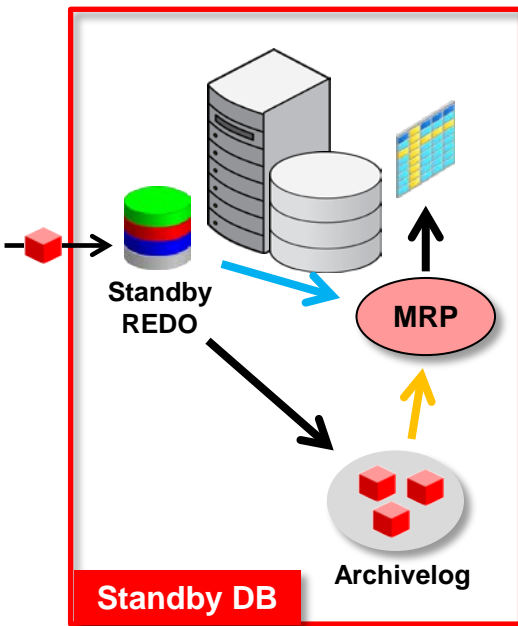 Standby
REDO
MRP
Archivelog
Standby DB